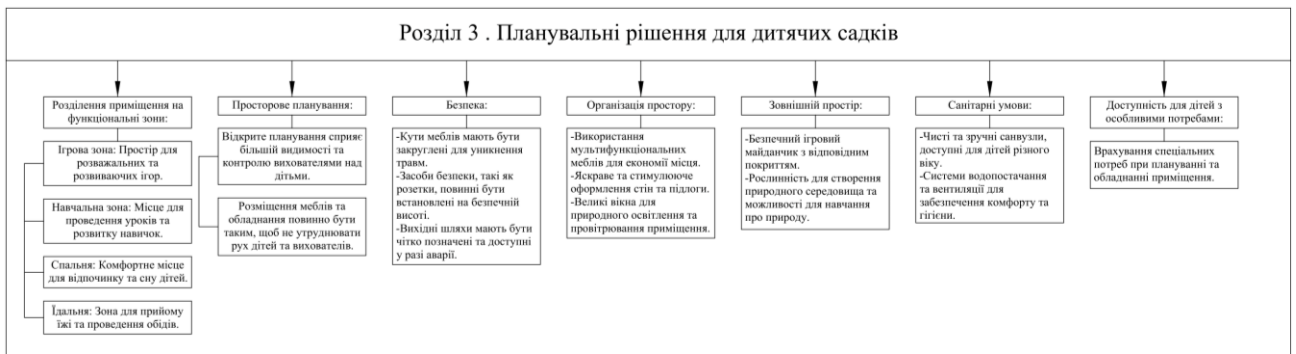 Розділ 3 . Планувальні рішення для дитячих садків
Розділення приміщення на
функціональні зони:
Ігрова зона: Простір для
розважальних та
розвиваючих ігор.
Навчальна зона: Місце для
проведення уроків та
розвитку навичок.
Спальня: Комфортне місце
для відпочинку та сну дітей.
Їдальня: Зона для прийому
їжі та проведення обідів.
Просторове планування:
Відкрите планування сприяє
більшій видимості та
контролю вихователями над
дітьми.
Розміщення меблів та
обладнання повинно бути
таким, щоб не утруднювати
рух дітей та вихователів.
Безпека:
-Кути меблів мають бути
закруглені для уникнення
травм.
-Засоби безпеки, такі як
розетки, повинні бути
встановлені на безпечній
висоті.
-Вихідні шляхи мають бути
чітко позначені та доступні
у разі аварії.
Організація простору:
-Використання
мультифункціональних
меблів для економії місця.
-Яскраве та стимулююче
оформлення стін та підлоги.
-Великі вікна для
природного освітлення та
провітрювання приміщення.
Зовнішній простір:
-Безпечний ігровий
майданчик з відповідним
покриттям.
-Рослинність для створення
природного середовища та
можливості для навчання
про природу.
Санітарні умови:
-Чисті та зручні санвузли,
доступні для дітей різного
віку.
-Системи водопостачання
та вентиляції для
забезпечення комфорту та
гігієни.
Доступність для дітей з
особливими потребами:
Врахування спеціальних
потреб при плануванні та
обладнанні приміщення.